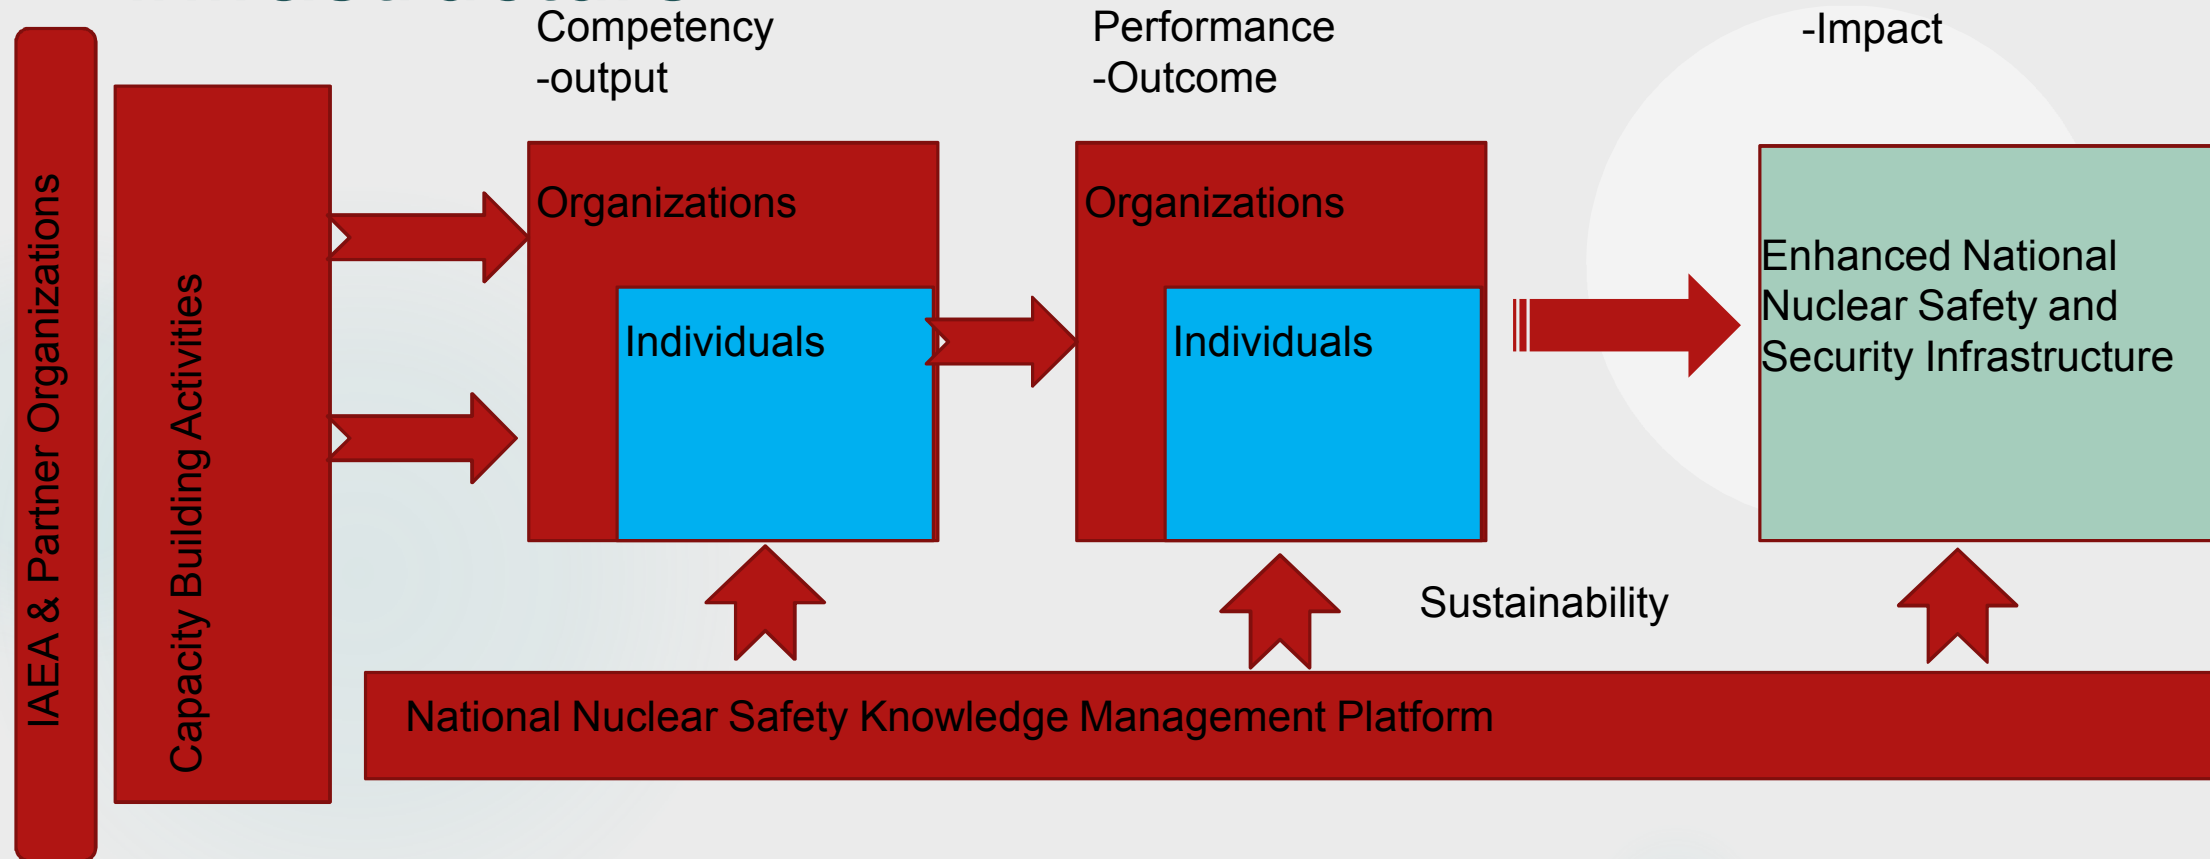 Competency
-output
Performance
-Outcome
-Impact
IAEA & Partner Organizations
Capacity Building Activities
Organizations
Individuals
Organizations
Individuals
Enhanced National
Nuclear Safety and
Security Infrastructure
Sustainability
National Nuclear Safety Knowledge Management Platform